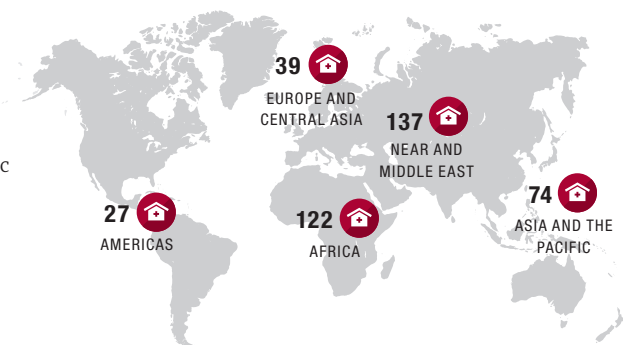 39
EUROPE AND
CENTRAL ASIA
137
NEAR AND
MIDDLE EAST
c
74
ASIA AND THE
PACIFIC
27
AMERICAS
122
AFRICA